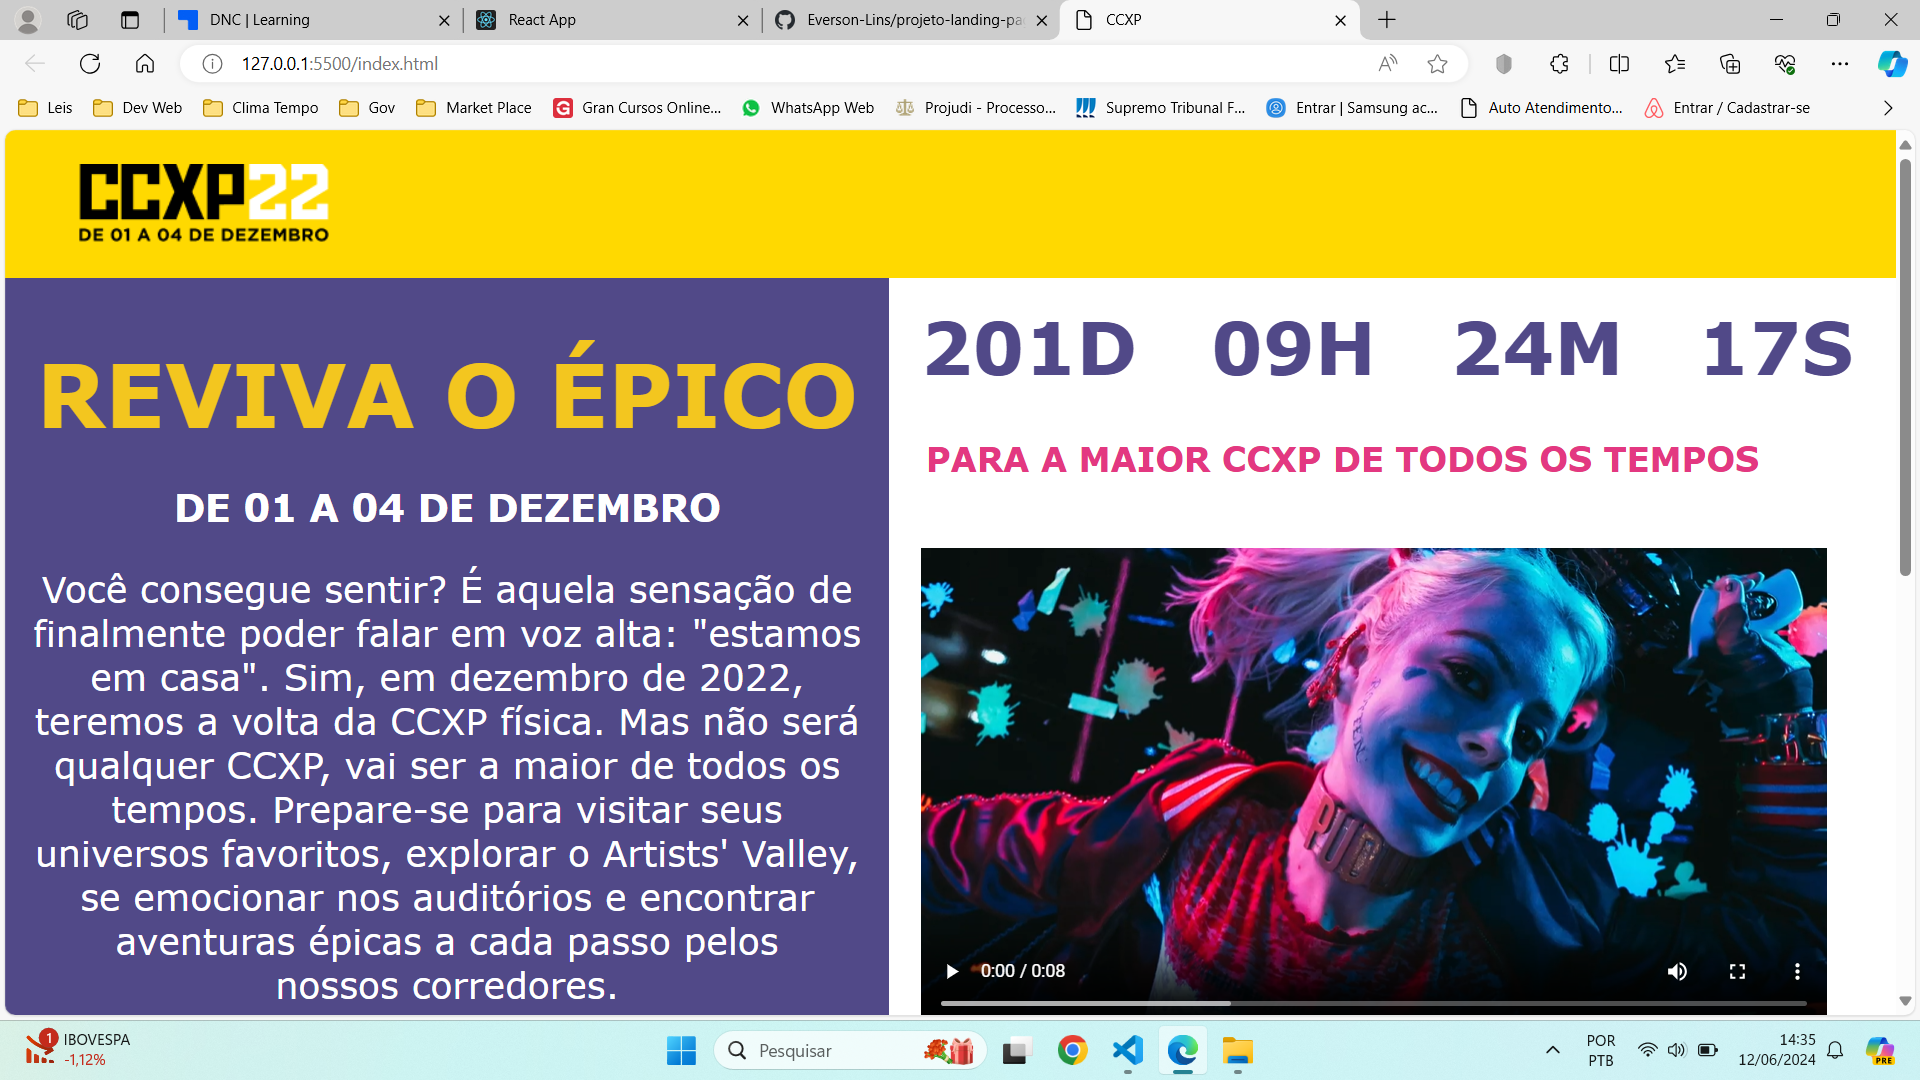 DNC | Learning
React App
Everson-Lins/projeto-landing-pa
CCXP
127.0.0.1:5500/index.html
Leis
Dev Web
Clima Tempo
Gov
Market Place
Gran Cursos Online...
WhatsApp Web
Projudi - Processo...
Supremo Tribunal F...
Entrar | Samsung ac...
Auto Atendimento...
Entrar / Cadastrar-se
CCXP22
DE 01 A 04 DE DEZEMBRO
REVIVA O ÉPICO
DE 01 A 04 DE DEZEMBRO
Você consegue sentir? É aquela sensação de
finalmente poder falar em voz alta: "estamos
em casa". Sim, em dezembro de 2022,
teremos a volta da CCXP física. Mas não será
qualquer CCXP, vai ser a maior de todos os
tempos. Prepare-se para visitar seus
universos favoritos, explorar o Artists' Valley,
se emocionar nos auditórios e encontrar
aventuras épicas a cada passo pelos
nossos corredores.
201D 09H 24M 17S
PARA A MAIOR CCXP DE TODOS OS TEMPOS
0:00 / 0:08
1
IBOVESPA
-1,12%
Pesquisar
POR
PTB
14:35
12/06/2024
PRE